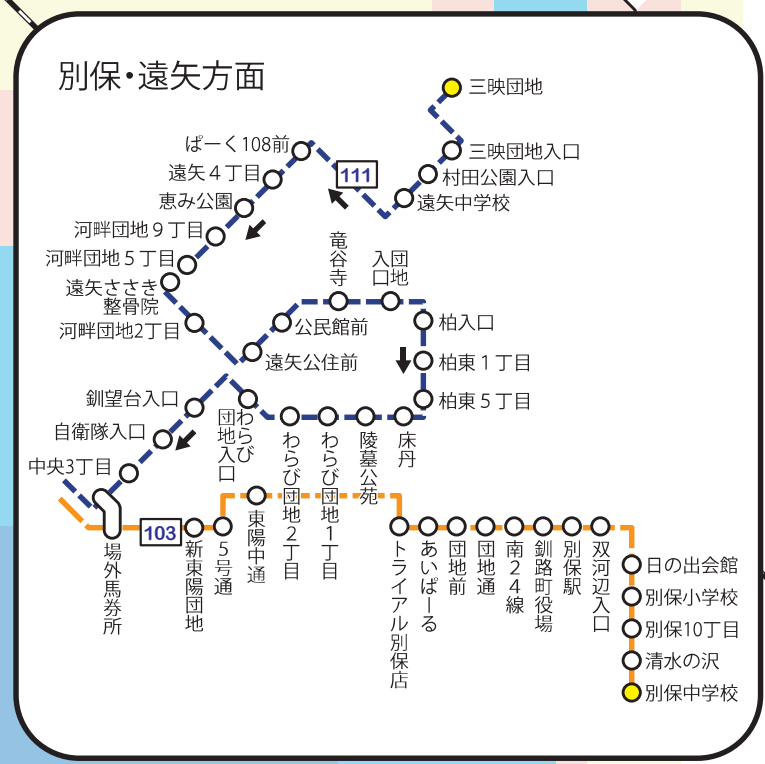 別保・遠矢方面
三映団地
三映団地入口
村田公園入口
遠矢中学校
111
ぱーく108前
遠矢4丁目
恵み公園
河畔団地9丁目
河畔団地5丁目
遠矢ささき
整骨院
河畔団地2丁目
遠矢公住前
公民館前
竜谷寺
団地
入口
柏入口
柏東1丁目
柏東5丁目
床丹
陵墓公苑
わらび団地1丁目
わらび団地2丁目
わらび
団地入口
釧望台入口
自衛隊入口
中央3丁目
場外馬券所
103
新東陽団地
5号通
東陽中通
トライアル別保店
あいぱーる
団地前
団地通
南24線
釧路町役場
別保駅
双河辺入口
日の出会館
別保小学校
別保10丁目
清水の沢
別保中学校